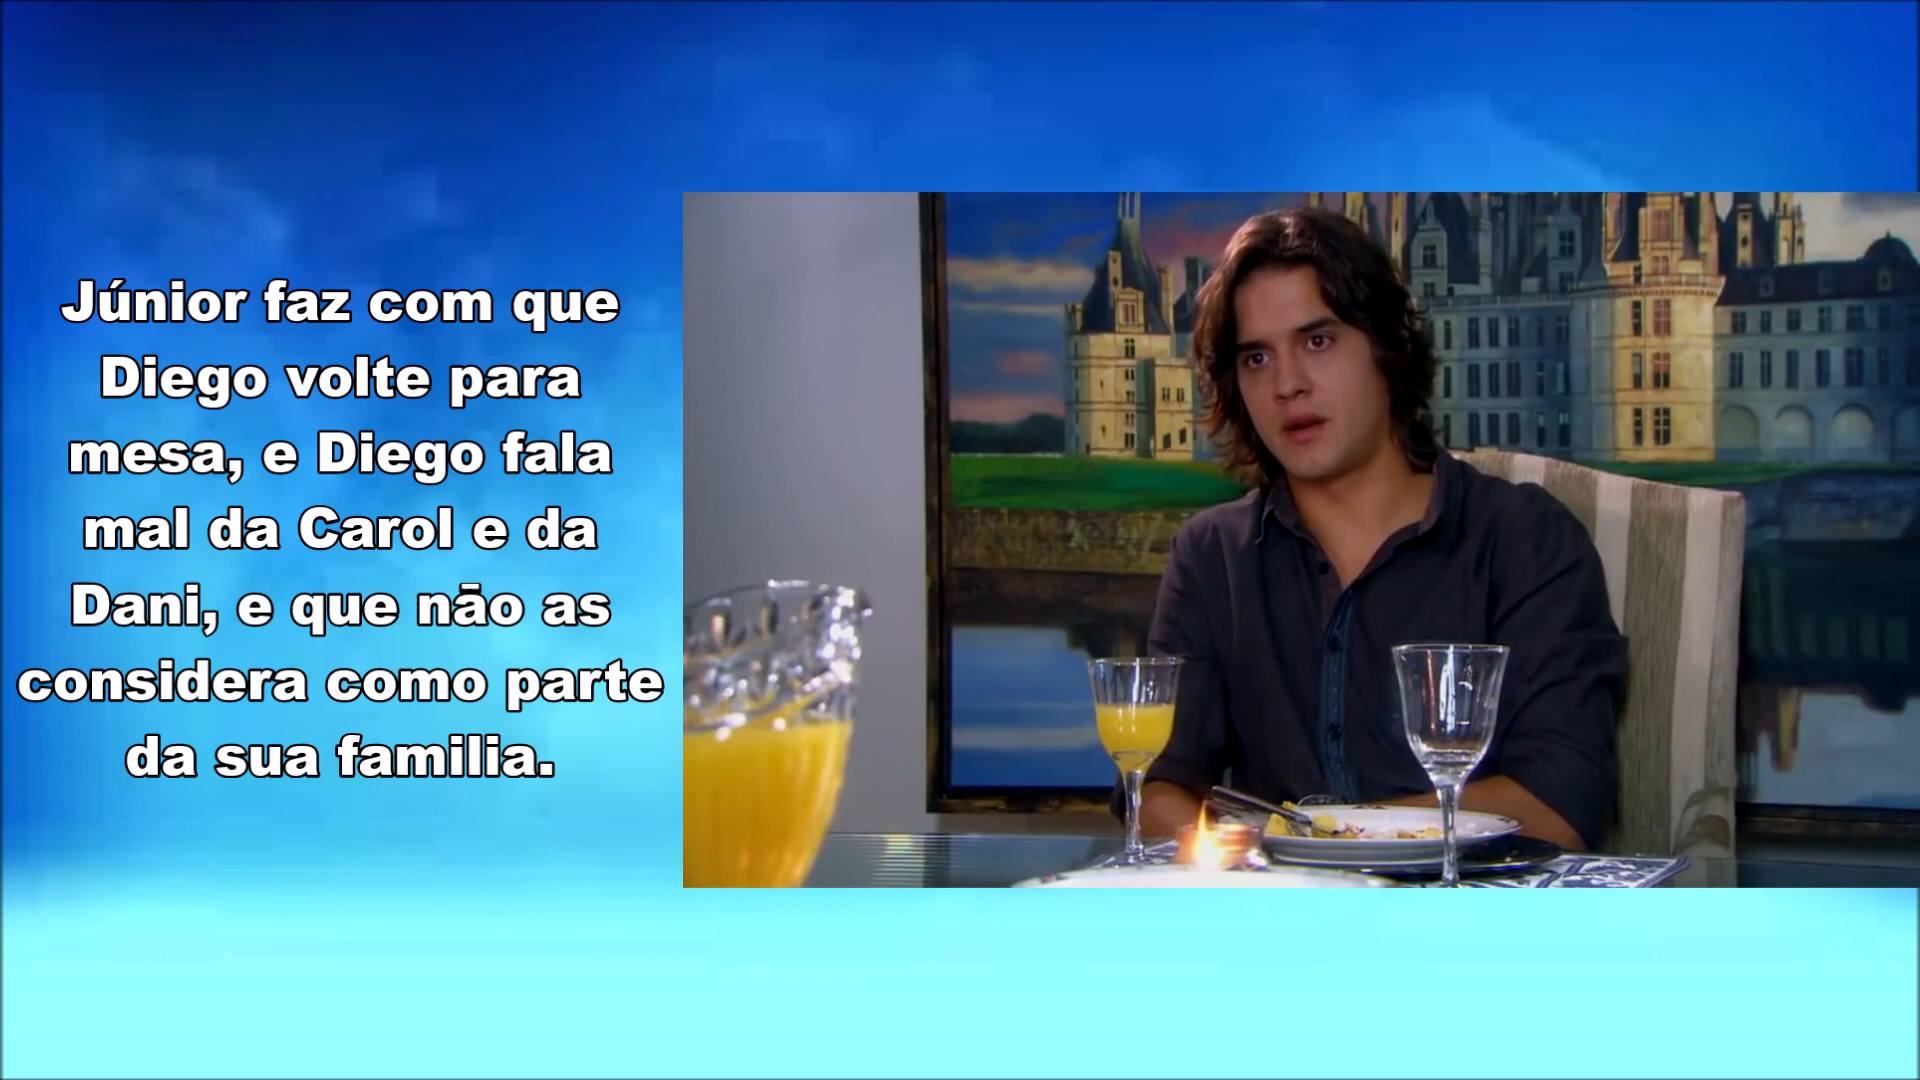 Júnior faz com que
Diego volte para
mesa, e Diego fala
mal da Carol e da
Dani, e que não as
considera como parte
da sua familia.